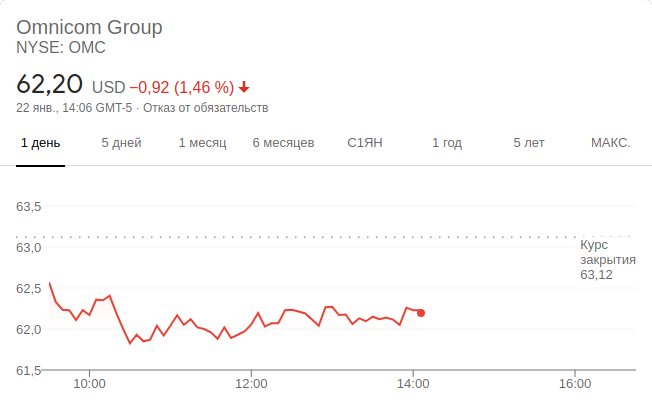 Omnicom Group
NYSE: OMC
62,20 USD −0,92 (1,46 %)
22 янв., 14:06 GMT-5 · Отказ от обязательств
1 день 5 дней 1 месяц 6 месяцев С1ЯН 1 год 5 лет МАКС.
63,5
63,0
Курс
закрытия
63,12
62,5
62,0
61,5
10:00 12:00 14:00 16:00